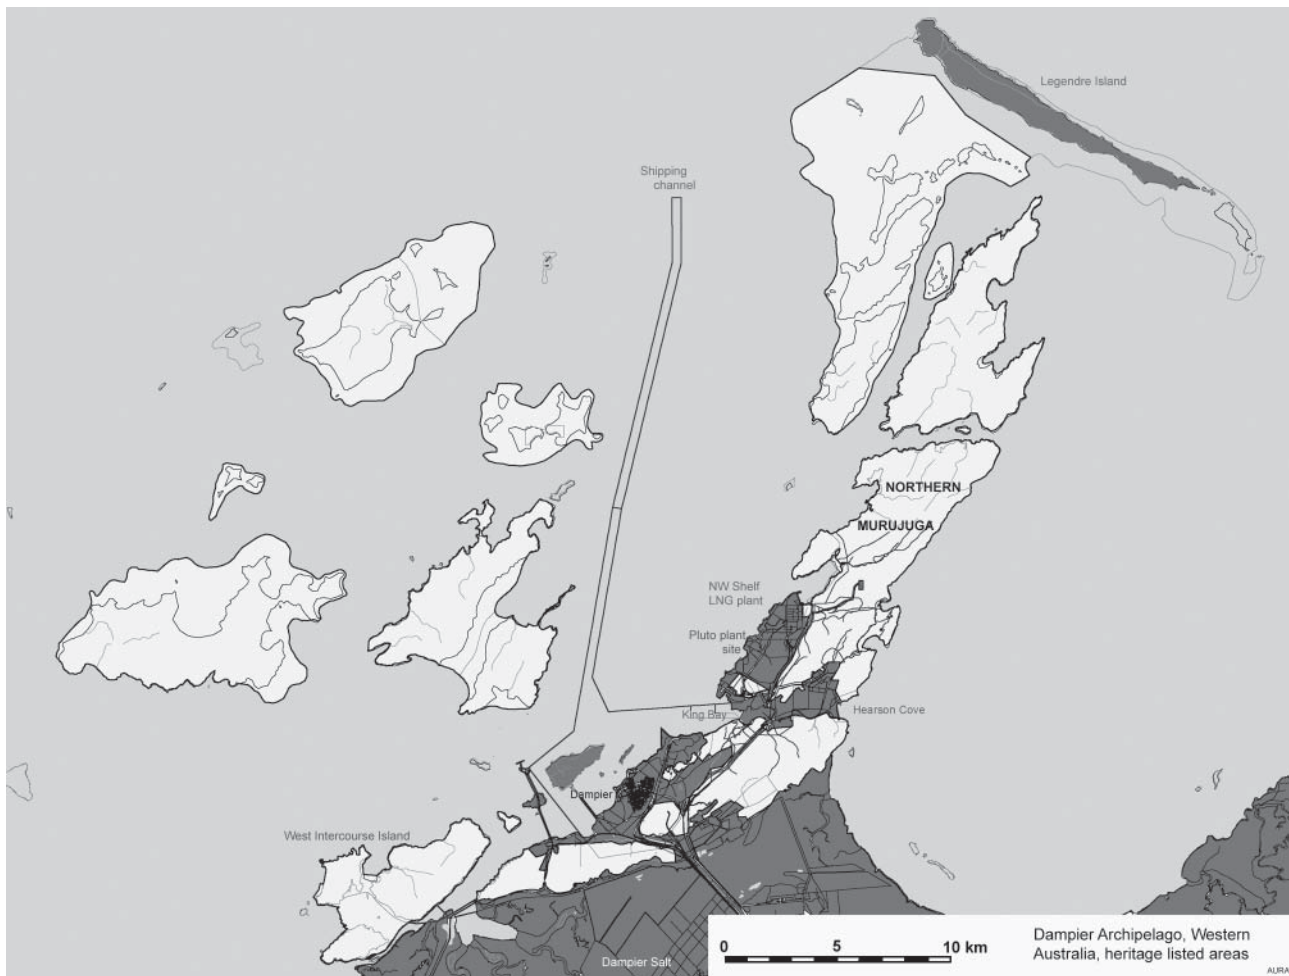 Legendre Island
Shipping
channel
NORTHERN
MURUJUGA
NW Shelf
LNG plant
Pluto plant
site
King Bay
Hearson Cove
Dampier
West Intercourse Island
Dampier Salt
0 5 10 km
Dampier Archipelago, Western
Australia, heritage listed areas
AURA